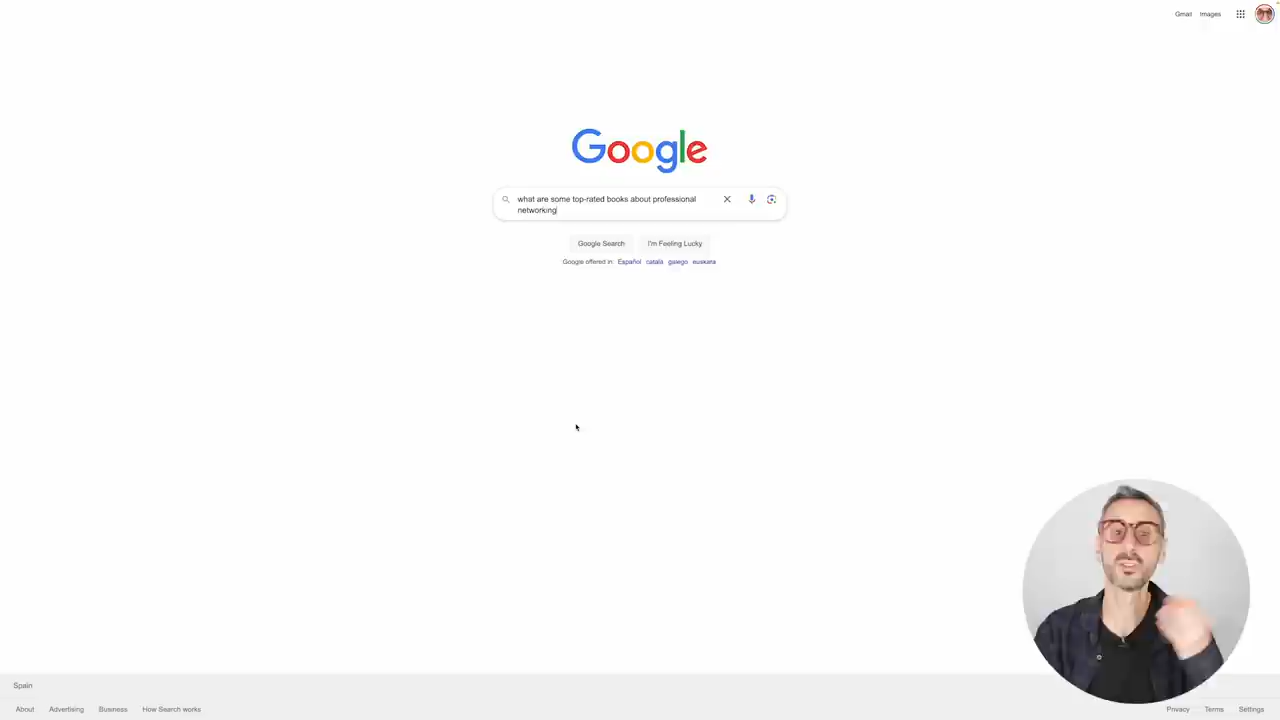 Gmail Images
Google
what are some top-rated books about professional
networking
Google Search I'm Feeling Lucky
Google offered in: Español català galego euskara
Spain
About Advertising Business How Search works
Privacy Terms Settings